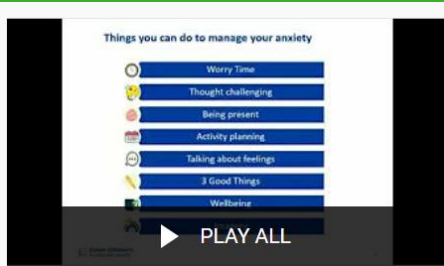 Things you can do to manage your anxiety
Worry Time
Thought challenging
Being present
Activity planning
Talking about feelings
3 Good Things
Wellbeing
PLAY ALL